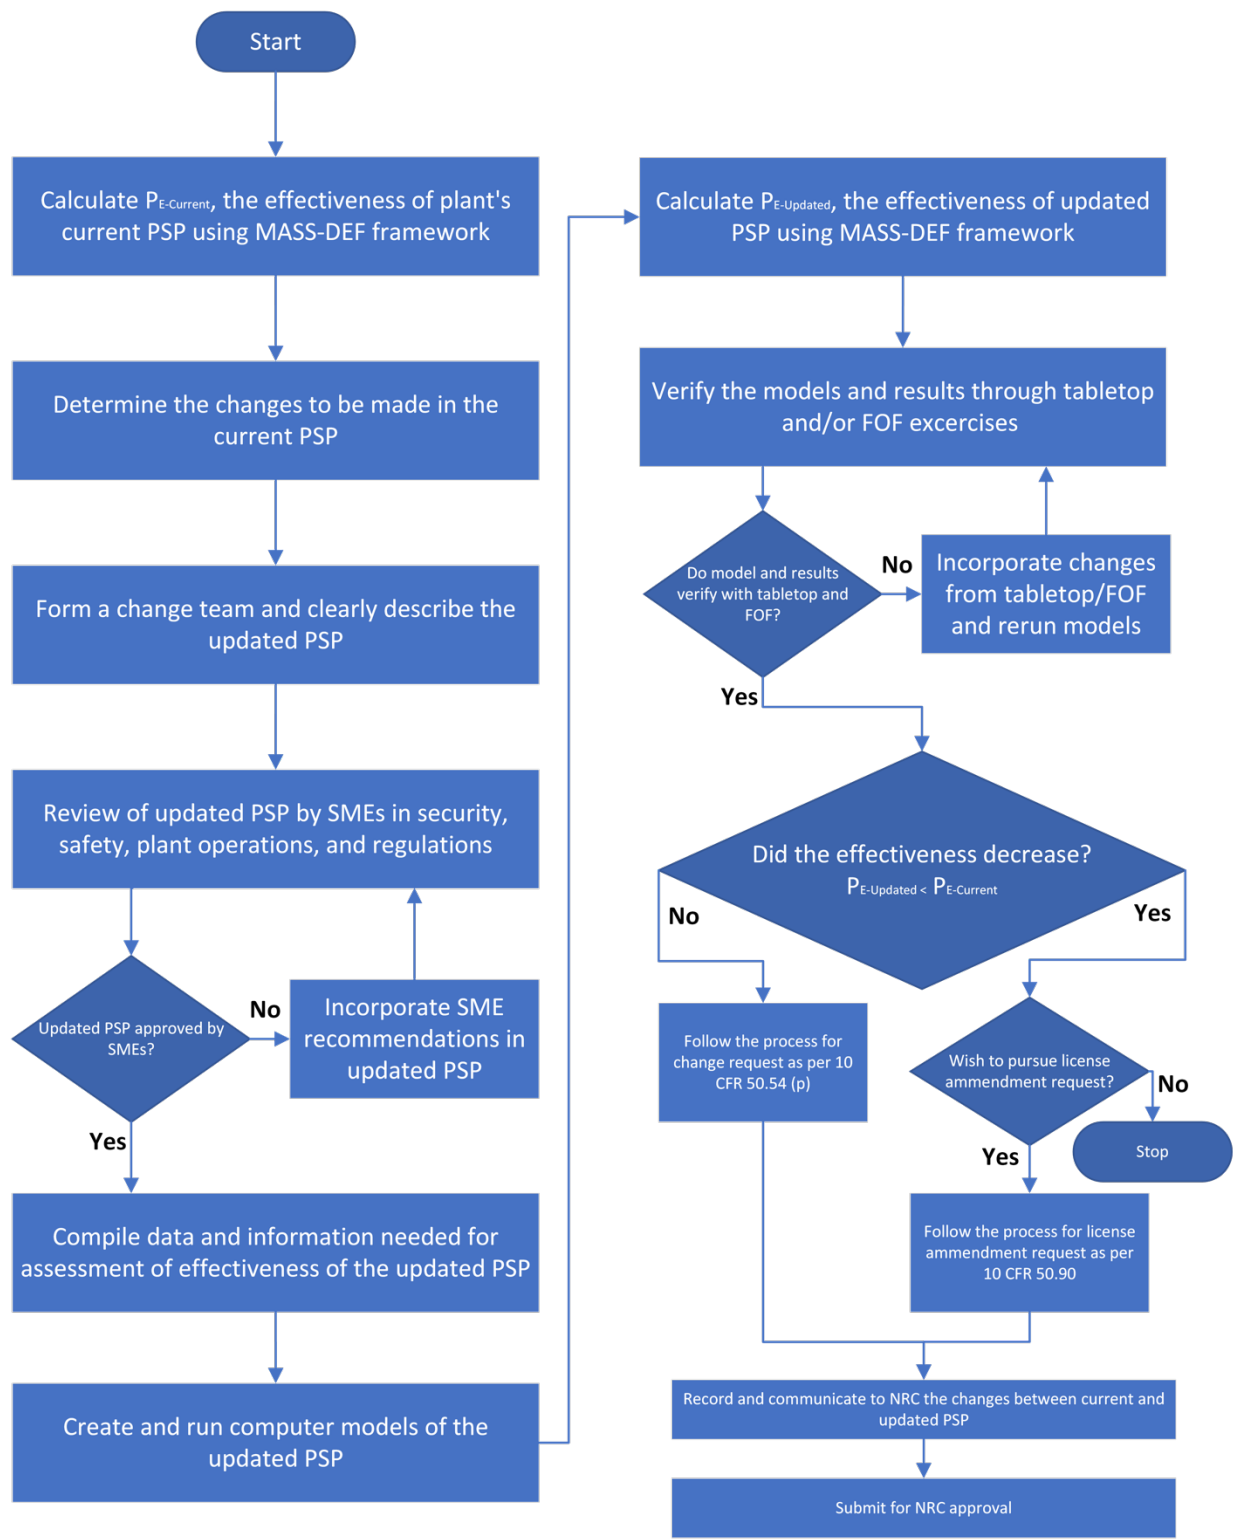 Start
Calculate PE-Current, the effectiveness of plant's
current PSP using MASS-DEF framework
Determine the changes to be made in the
current PSP
Form a change team and clearly describe the
updated PSP
Review of updated PSP by SMEs in security,
safety, plant operations, and regulations
Updated PSP approved by
SMEs?
No
Incorporate SME
recommendations in
updated PSP
Yes
Compile data and information needed for
assessment of effectiveness of the updated PSP
Create and run computer models of the
updated PSP
Calculate PE-Updated, the effectiveness of updated
PSP using MASS-DEF framework
Verify the models and results through tabletop
and/or FOF excercises
Do model and results
verify with tabletop and
FOF?
No
Incorporate changes
from tabletop/FOF
and rerun models
Yes
Did the effectiveness decrease?
PE-Updated < PE-Current
No
Yes
Follow the process for
change request as per 10
CFR 50.54 (p)
Wish to pursue license
ammendment request?
No
Stop
Yes
Follow the process for license
ammendment request as per
10 CFR 50.90
Record and communicate to NRC the changes between current and
updated PSP
Submit for NRC approval